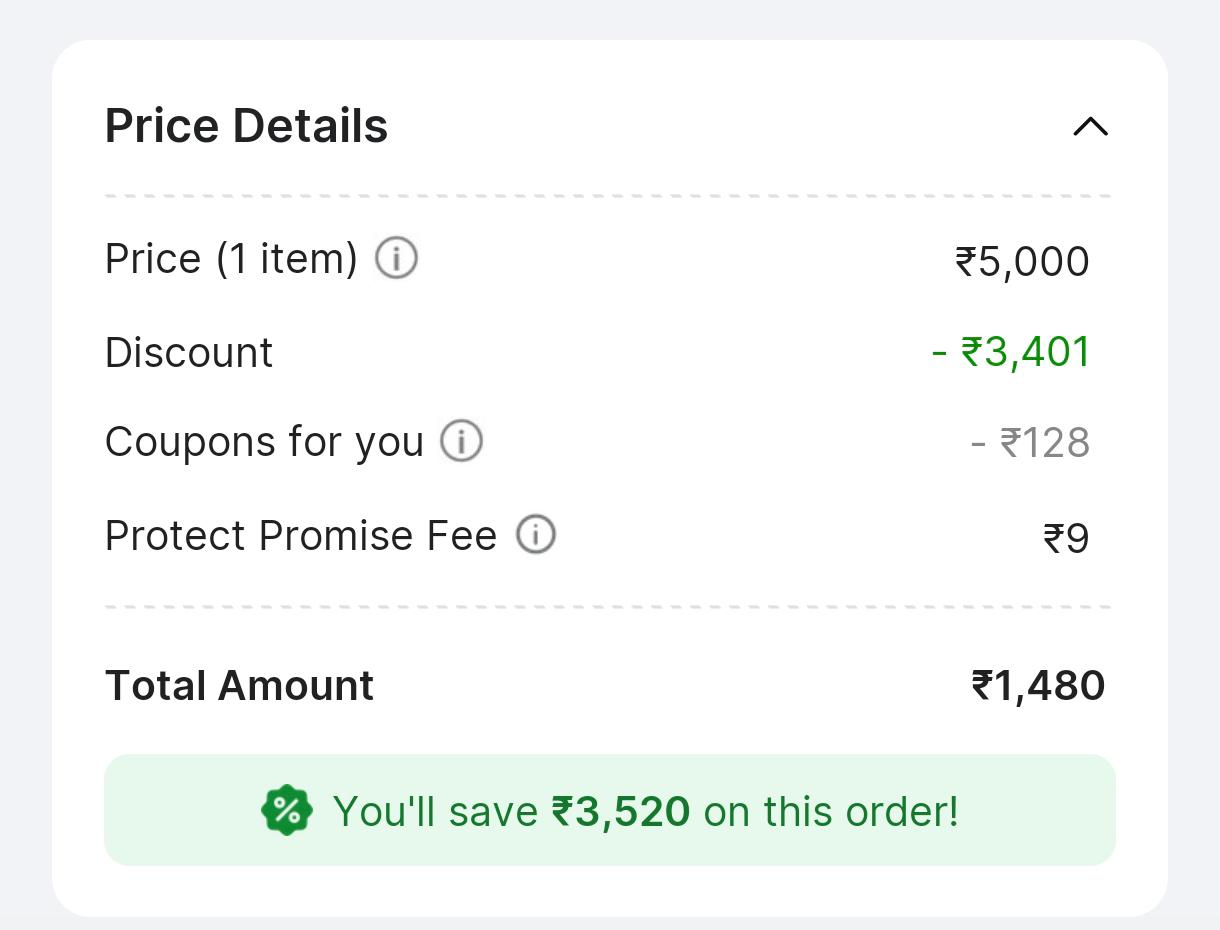 Price Details
Price (1 item) ₹5,000
Discount - ₹3,401
Coupons for you - ₹128
Protect Promise Fee ₹9
Total Amount ₹1,480
You'll save ₹3,520 on this order!